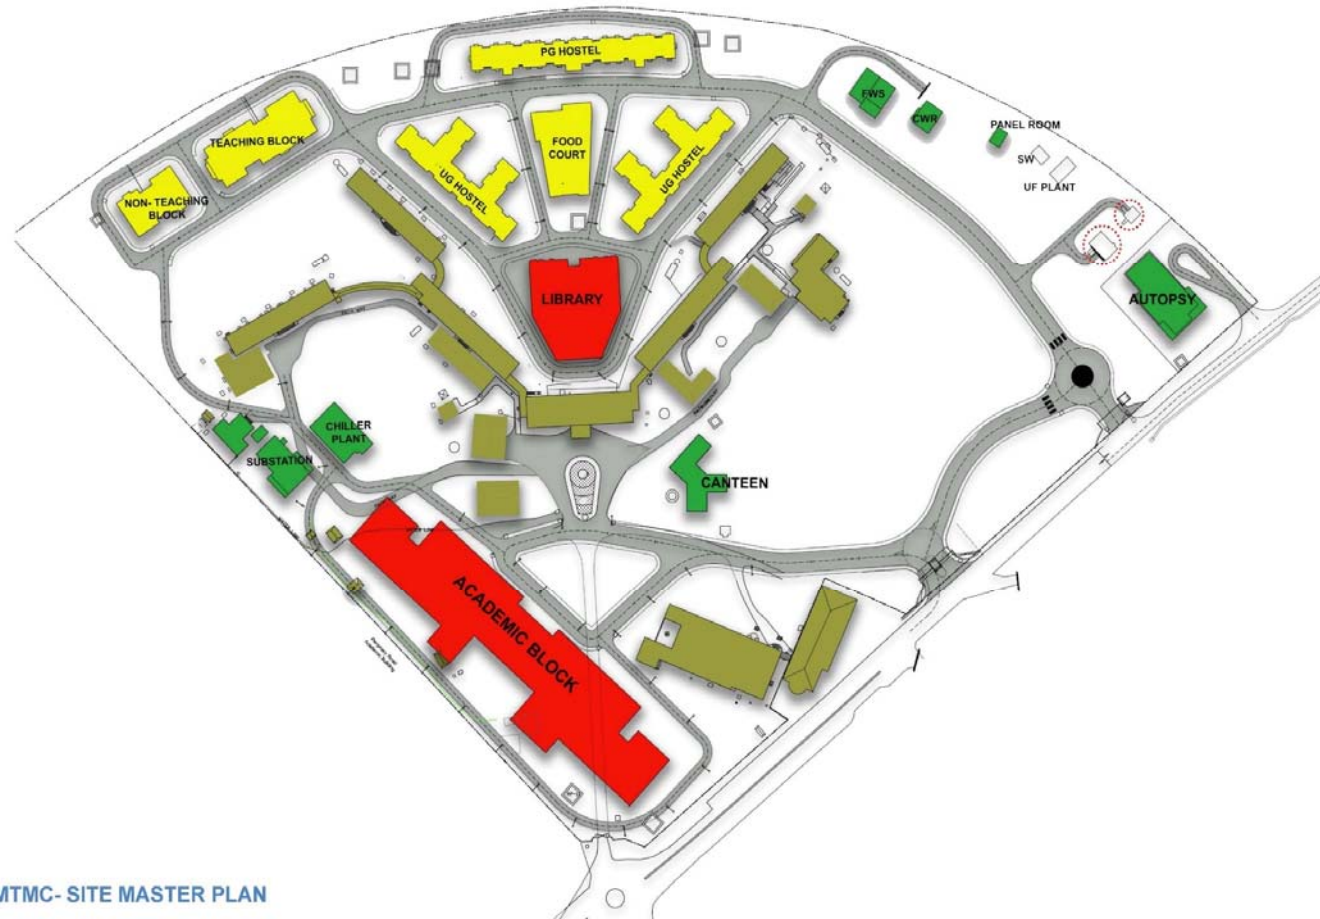 PG HOSTEL
FWS
CWR
PANEL ROOM
TEACHING BLOCK
FOOD
COURT
SW
UF PLANT
UG HOSTEL
UG HOSTEL
NON- TEACHING
BLOCK
LIBRARY
AUTOPSY
CHILLER
PLANT
SUBSTATION
CANTEEN
ACADEMIC BLOCK
MTMC- SITE MASTER PLAN